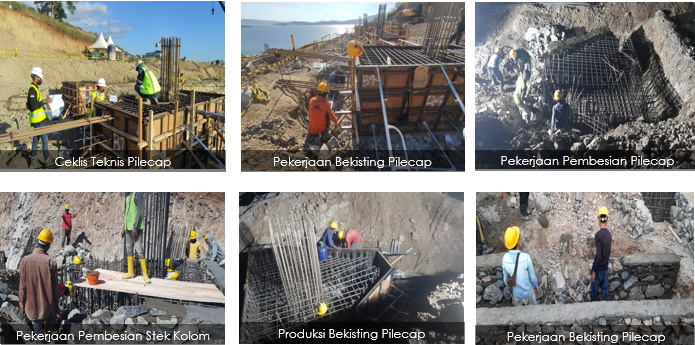 Ceklis Teknis Pilecap
Pekerjaan Bekisting Pilecap
Pekerjaan Pembesian Pilecap
Pekerjaan Pembesian Stek Kolom
Produksi Bekisting Pilecap
Pekerjaan Bekisting Pilecap